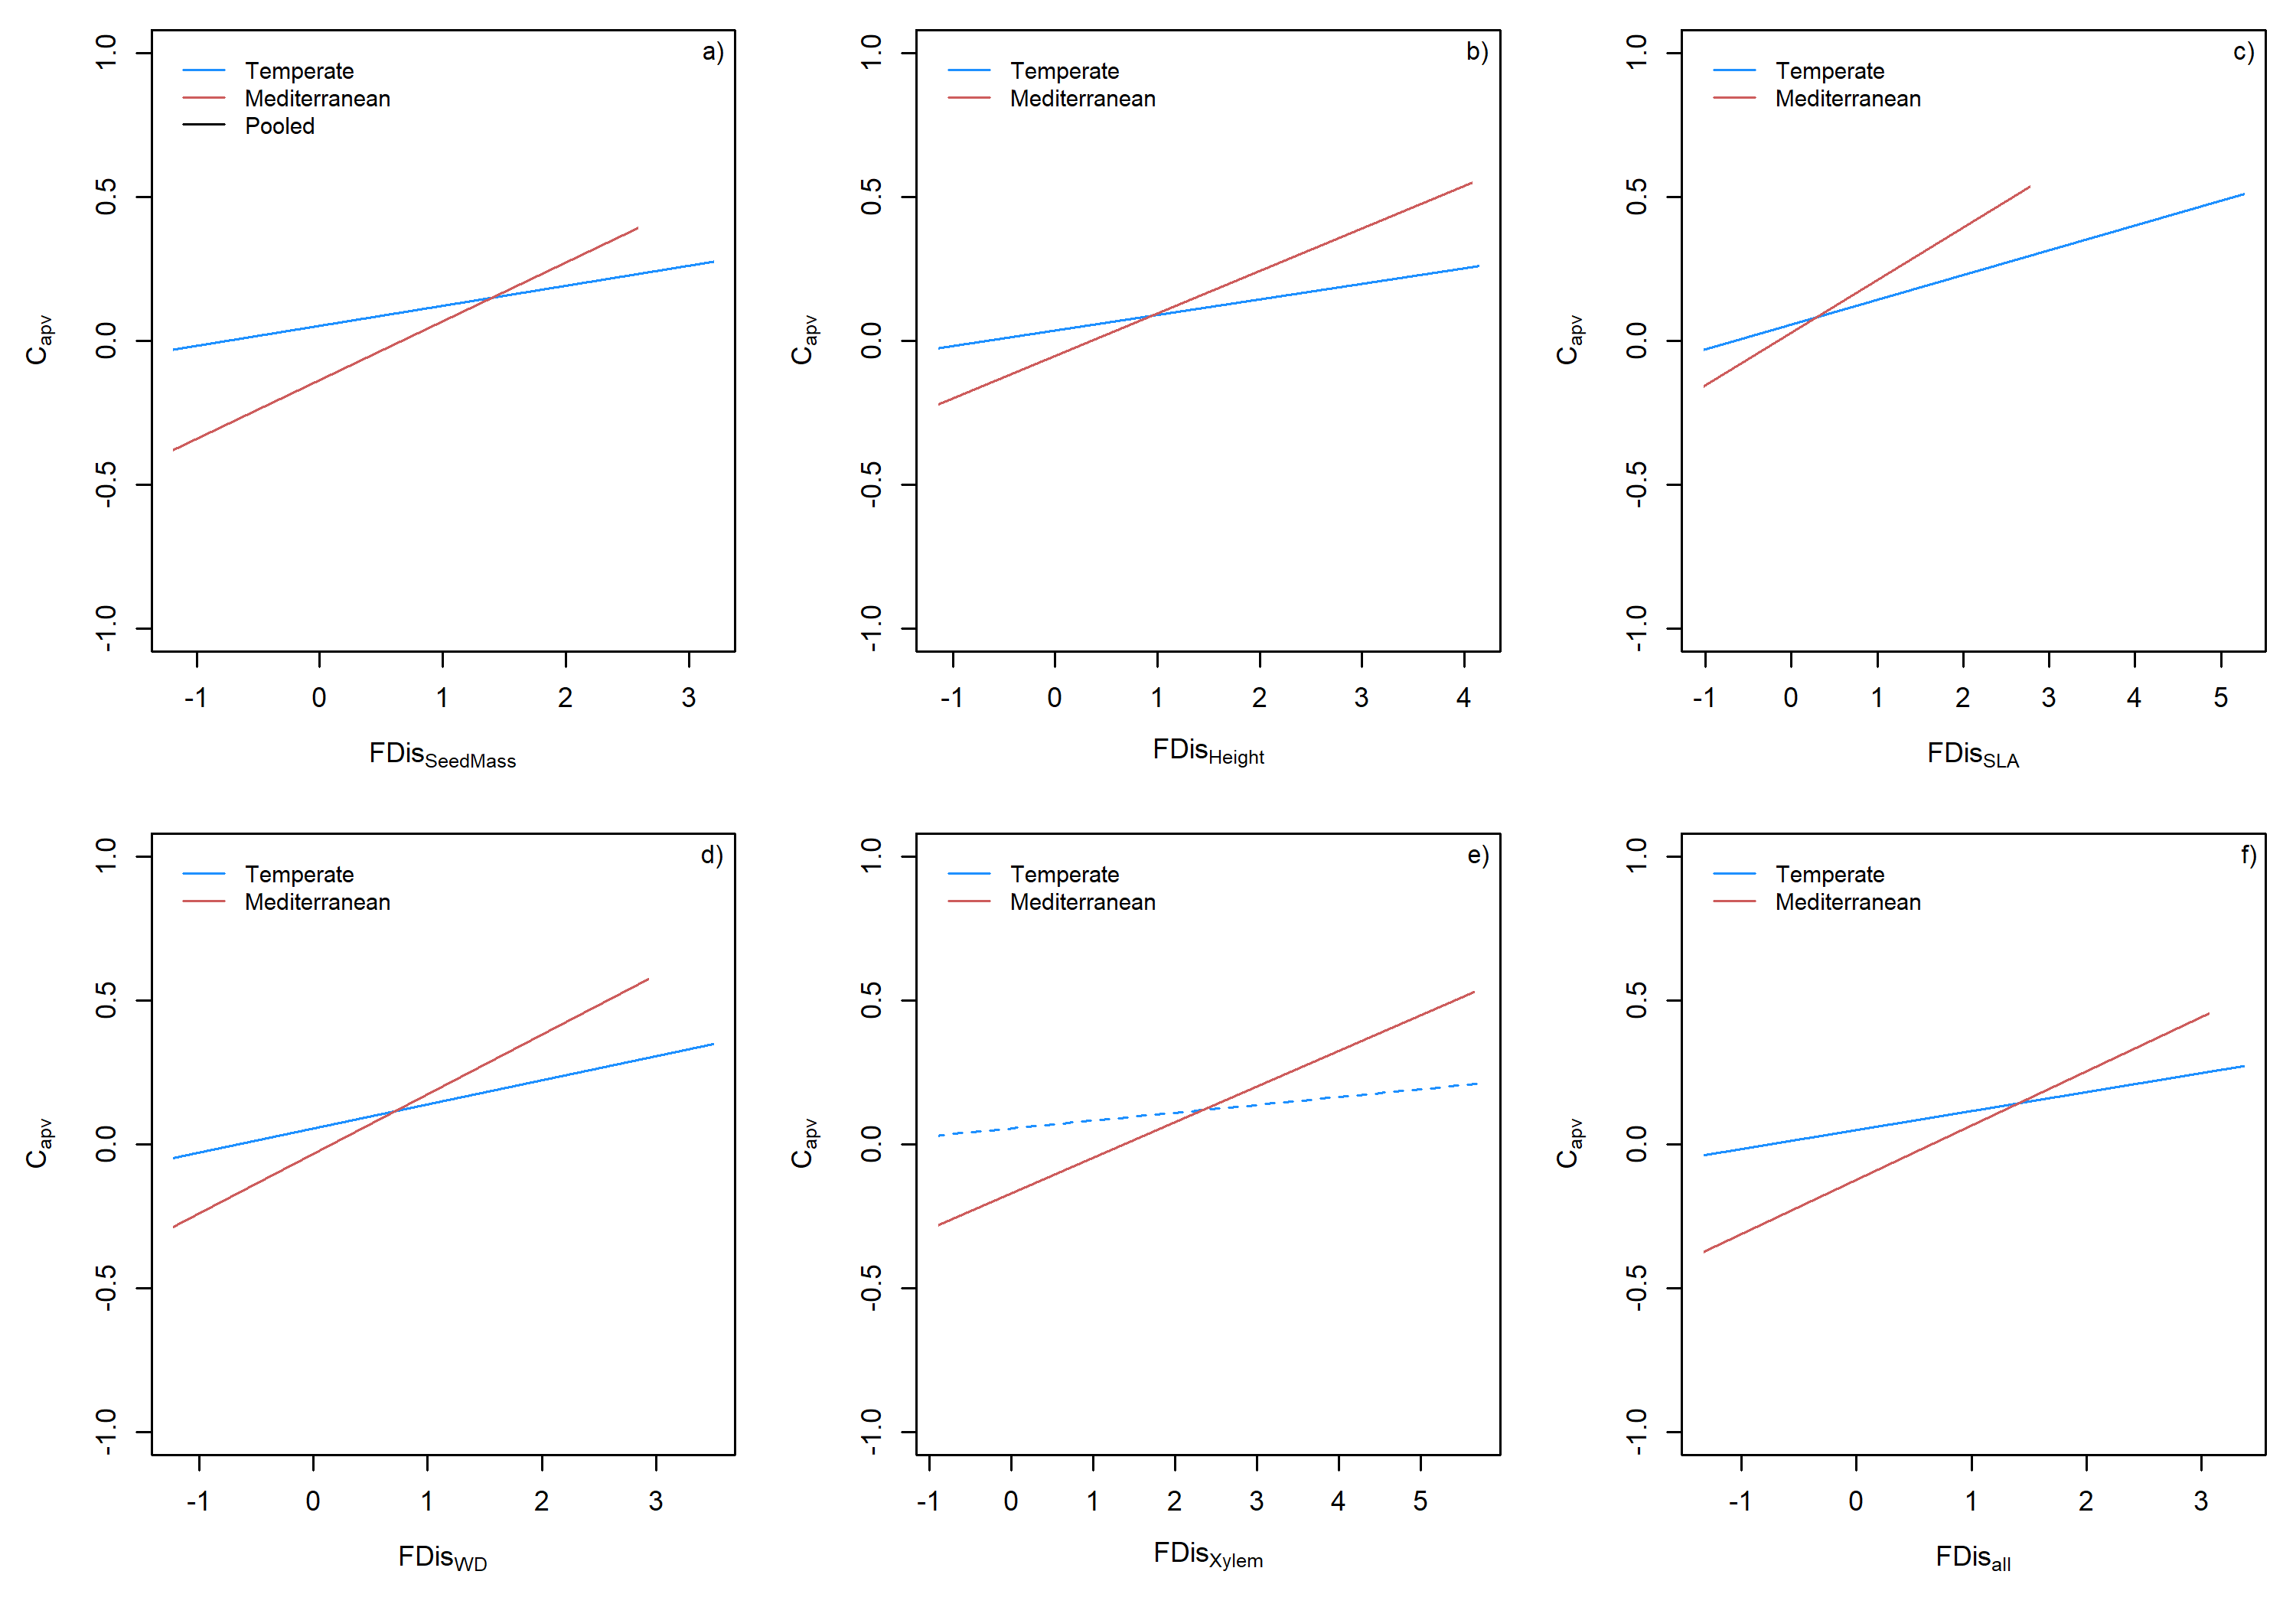 a)
Temperate
Mediterranean
Pooled
1.0
0.5
0.0
-0.5
-1.0
Capv
-1 0 1 2 3
FDisSeedMass
b)
Temperate
Mediterranean
1.0
0.5
0.0
-0.5
-1.0
Capv
-1 0 1 2 3 4
FDisHeight
c)
Temperate
Mediterranean
1.0
0.5
0.0
-0.5
-1.0
Capv
-1 0 1 2 3 4 5
FDisSLA
d)
Temperate
Mediterranean
1.0
0.5
0.0
-0.5
-1.0
Capv
-1 0 1 2 3
FDisWD
e)
Temperate
Mediterranean
1.0
0.5
0.0
-0.5
-1.0
Capv
-1 0 1 2 3 4 5
FDisXylem
f)
Temperate
Mediterranean
1.0
0.5
0.0
-0.5
-1.0
Capv
-1 0 1 2 3
FDisall